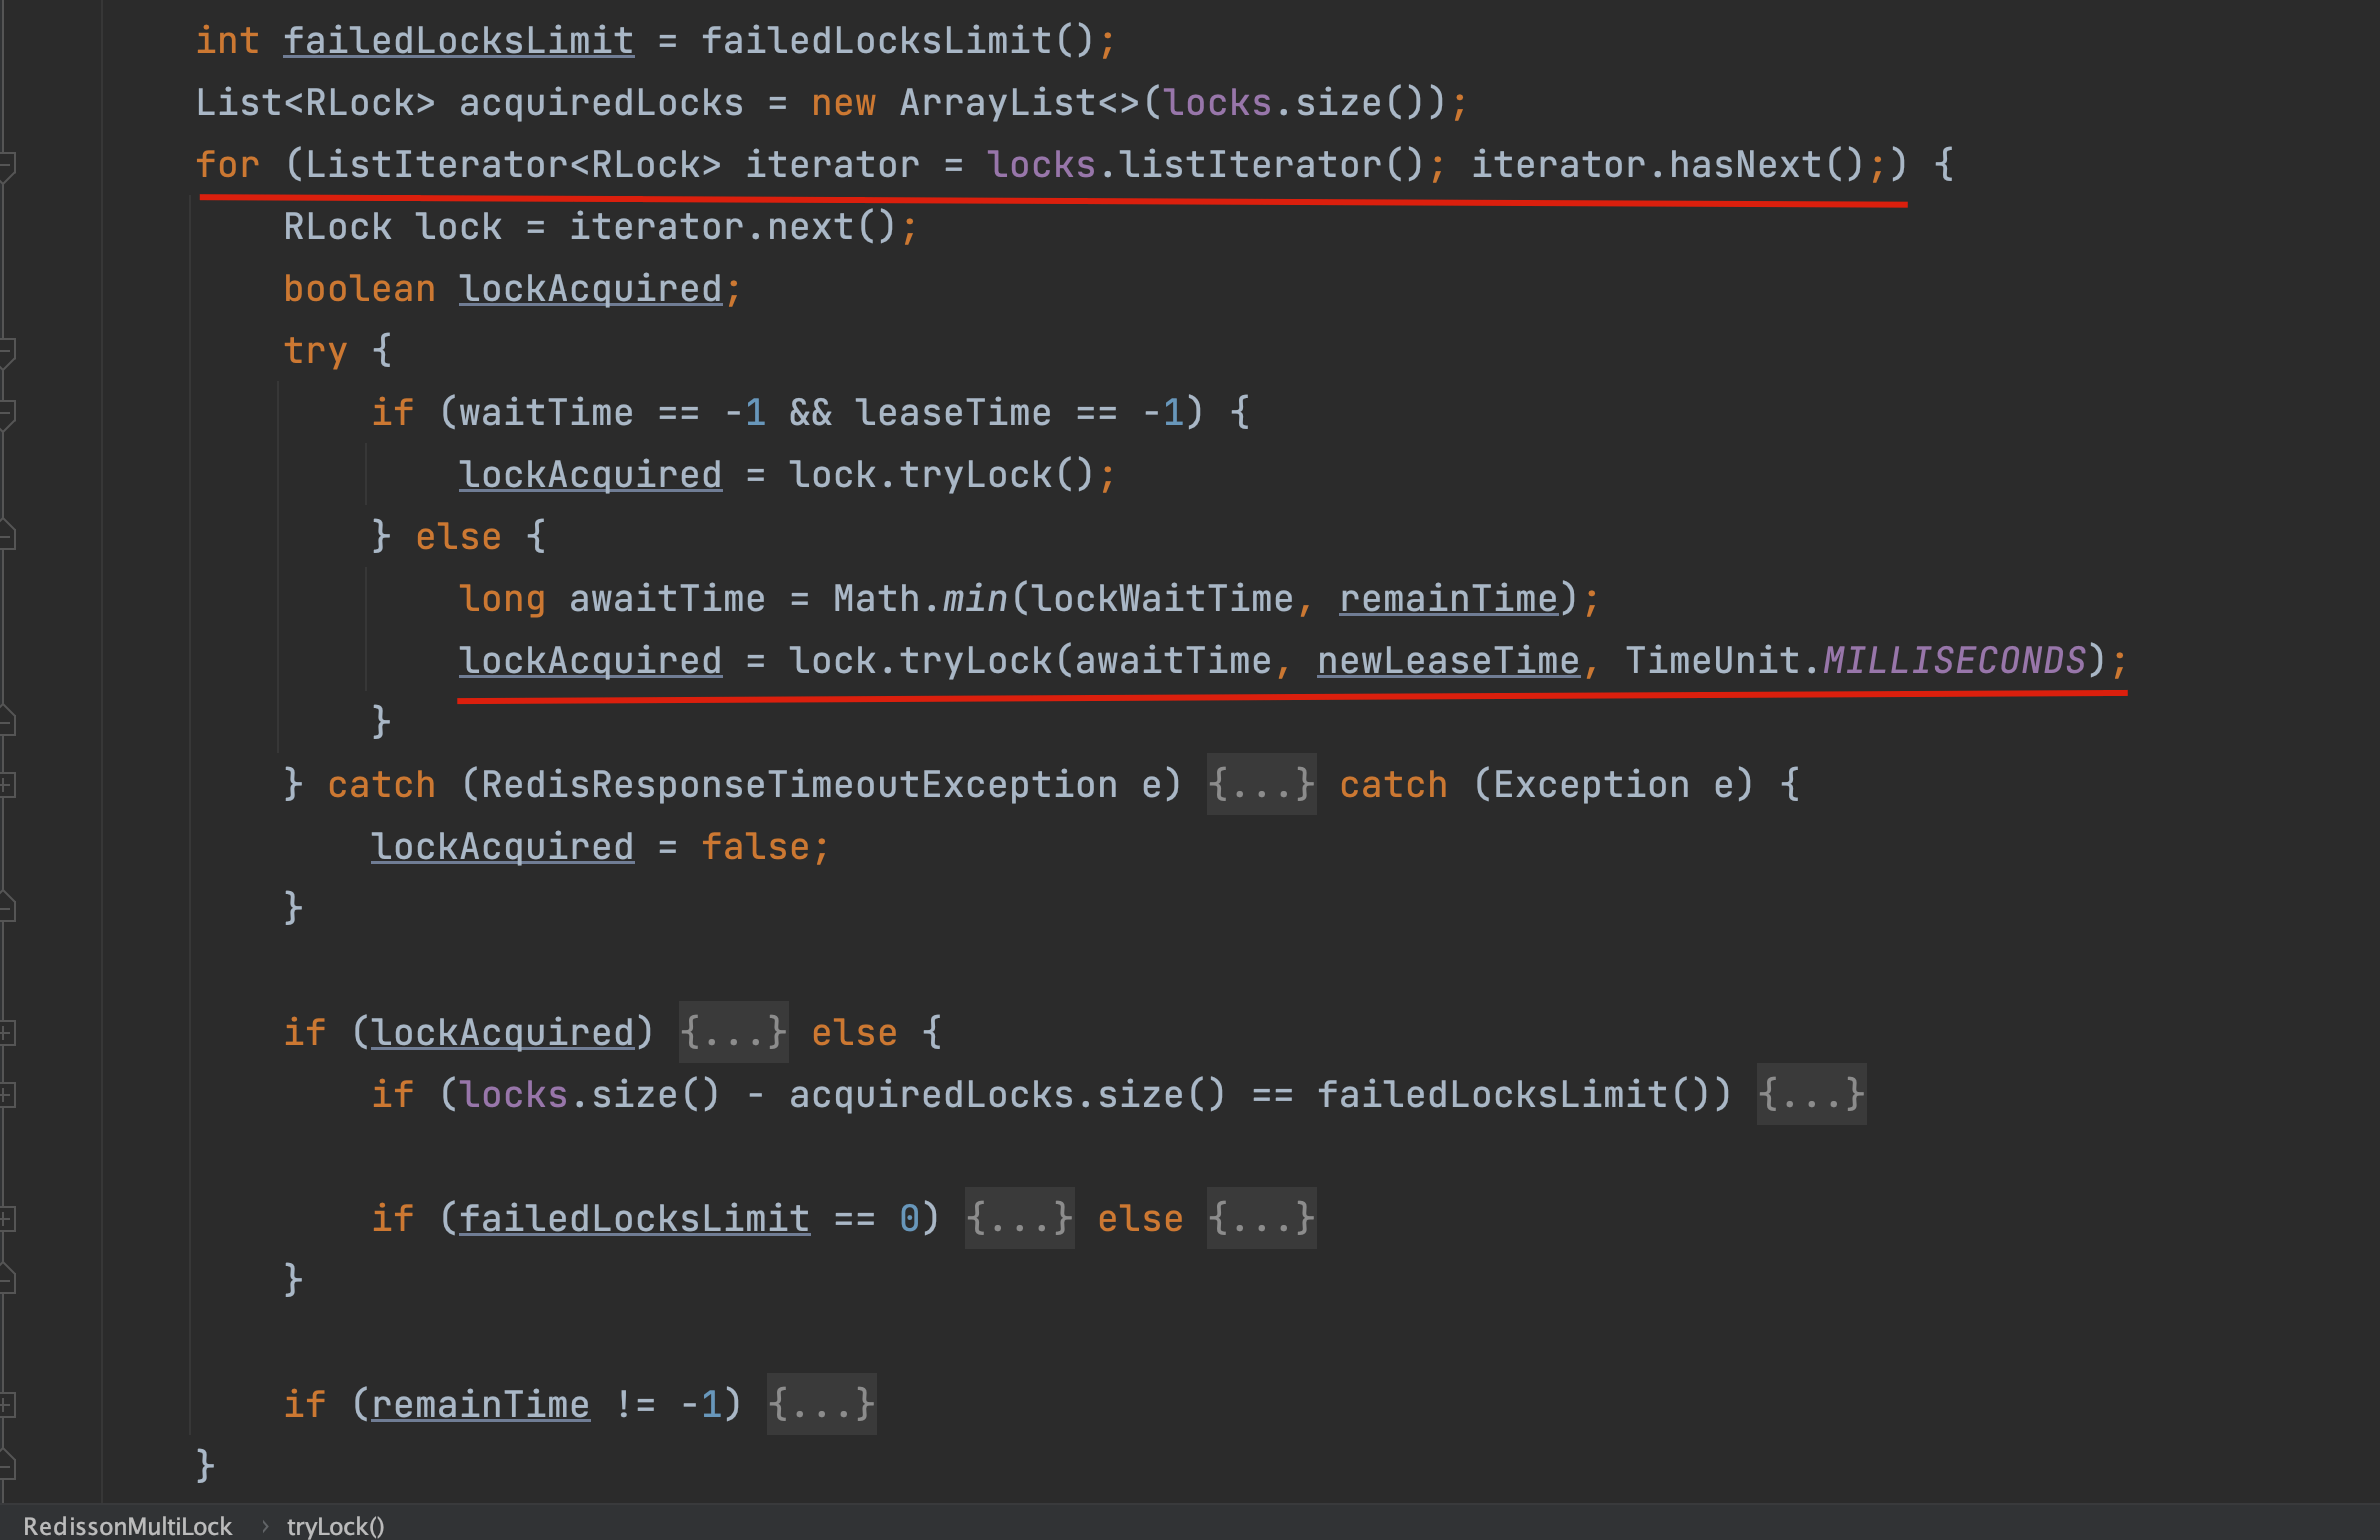 int failedLocksLimit = failedLocksLimit();
List<RLock> acquiredLocks = new ArrayList<>(locks.size());
for (ListIterator<RLock> iterator = locks.listIterator(); iterator.hasNext();) {
RLock lock = iterator.next();
boolean lockAcquired;
try {
if (waitTime == -1 && leaseTime == -1) {
lockAcquired = lock.tryLock();
} else {
long awaitTime = Math.min(lockWaitTime, remainTime);
lockAcquired = lock.tryLock(awaitTime, newLeaseTime, TimeUnit.MILLISECONDS);
}
} catch (RedisResponseTimeoutException e) {...} catch (Exception e) {
lockAcquired = false;
}
if (lockAcquired) {...} else {
if (locks.size() - acquiredLocks.size() == failedLocksLimit()) {...}
if (failedLocksLimit == 0) {...} else {...}
}
if (remainTime != -1) {...}
}
RedissonMultiLock › tryLock()